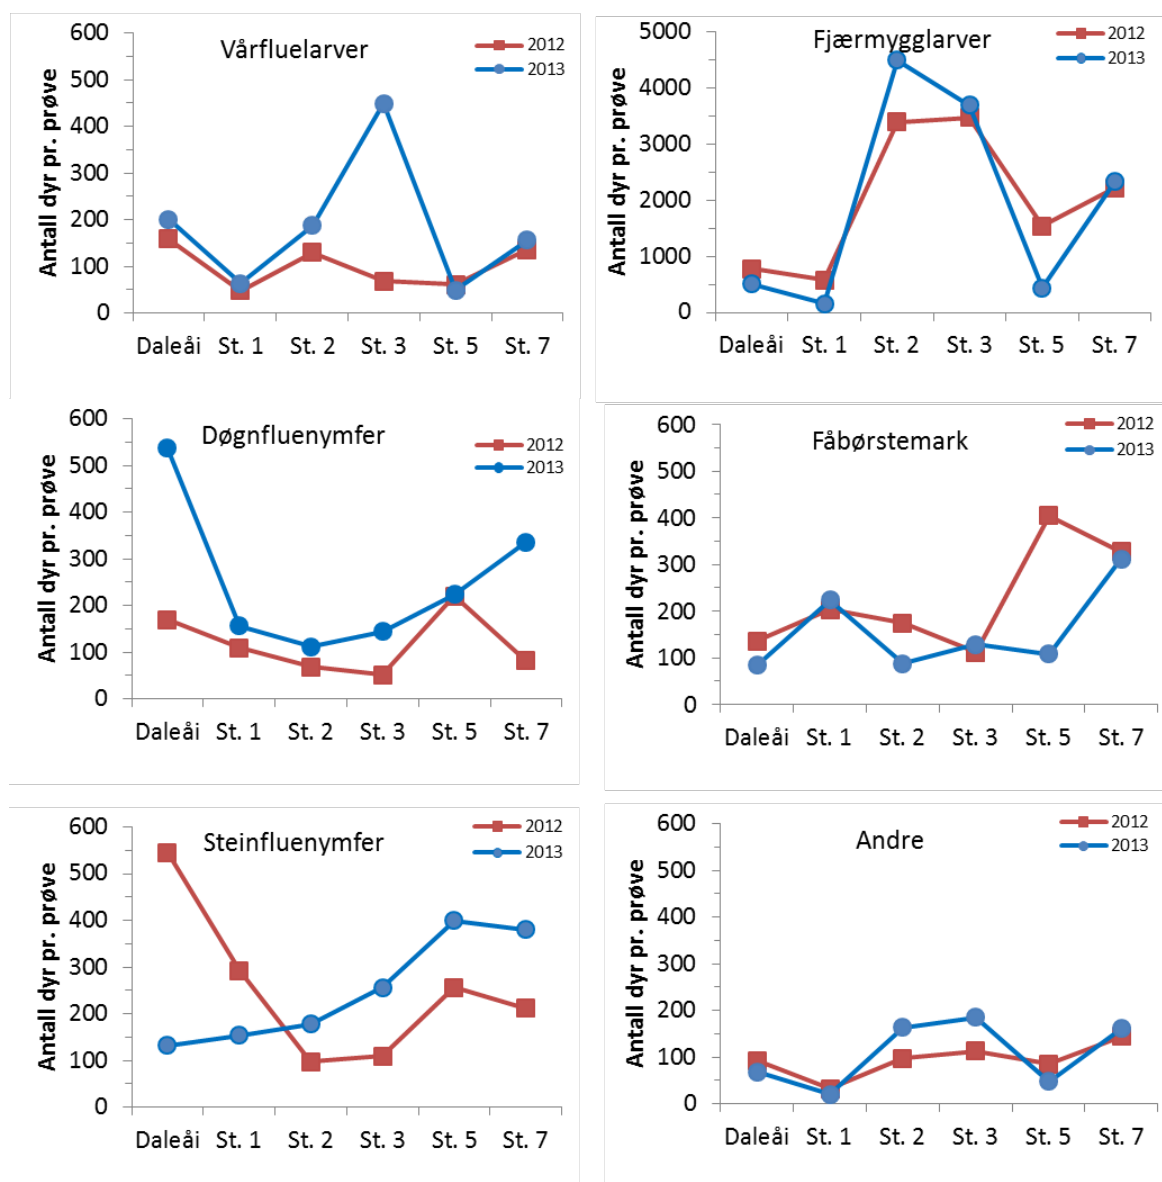 Vårfluelarver
2012
2013
Antall dyr pr. prøve
600
500
400
300
200
100
0
Daleåi St. 1 St. 2 St. 3 St. 5 St. 7
Fjærmygglarver
2012
2013
Antall dyr pr. prøve
5000
4000
3000
2000
1000
0
Daleåi St. 1 St. 2 St. 3 St. 5 St. 7
Døgnfluenymfer
2012
2013
Antall dyr pr. prøve
600
500
400
300
200
100
0
Daleåi St. 1 St. 2 St. 3 St. 5 St. 7
Fåbørstemark
2012
2013
Antall dyr pr. prøve
600
500
400
300
200
100
0
Daleåi St. 1 St. 2 St. 3 St. 5 St. 7
Steinfluenymfer
2012
2013
Antall dyr pr. prøve
600
500
400
300
200
100
0
Daleåi St. 1 St. 2 St. 3 St. 5 St. 7
Andre
2012
2013
Antall dyr pr. prøve
600
500
400
300
200
100
0
Daleåi St. 1 St. 2 St. 3 St. 5 St. 7